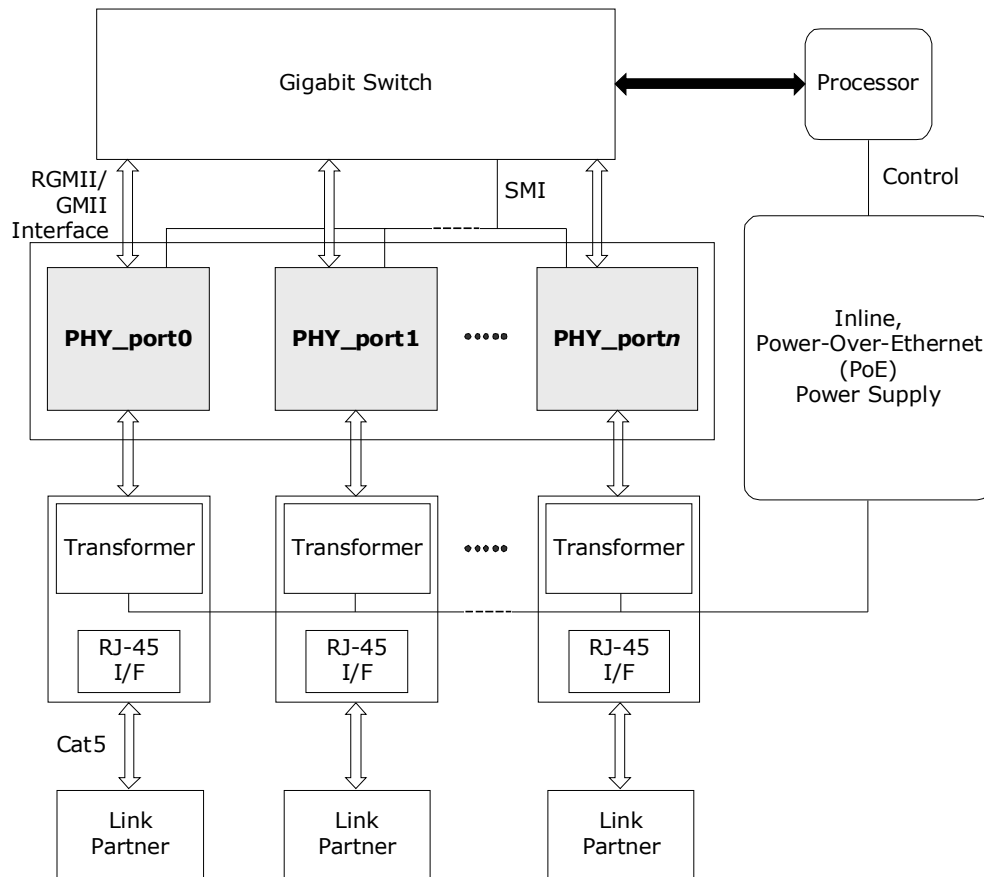 Gigabit Switch
Processor
RGMII/
GMII
Interface
SMI
Control
PHY_port0
PHY_port1
PHY_portn
Inline,
Power-Over-Ethernet
(PoE)
Power Supply
Transformer
Transformer
Transformer
RJ-45
I/F
RJ-45
I/F
RJ-45
I/F
Cat5
Link
Partner
Link
Partner
Link
Partner